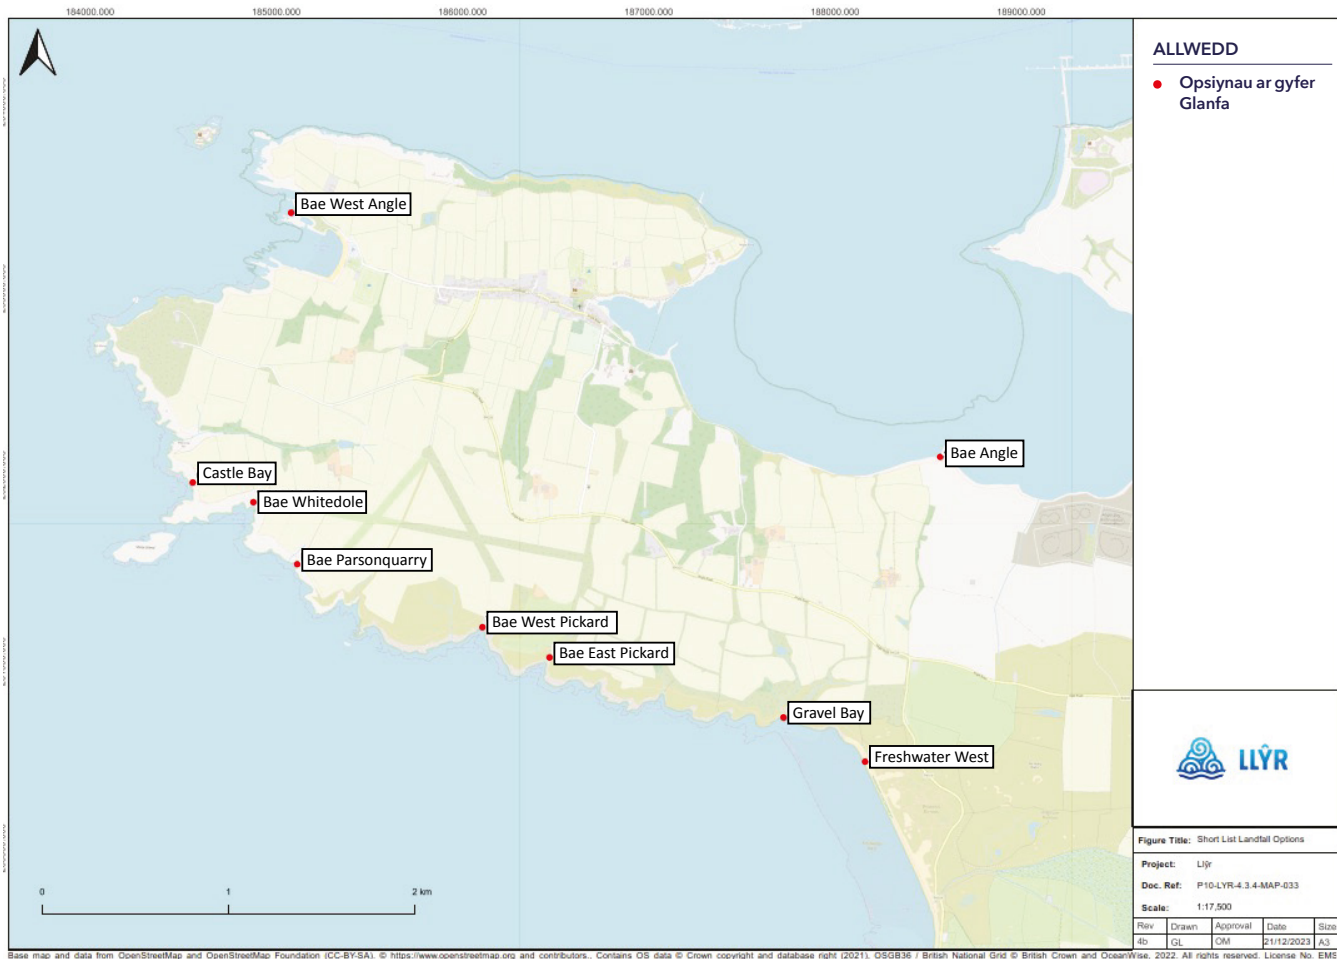 184000.000 185000.000 186000.000 187000.000 188000.000 189000.000
ALLWEDD
Opsiynau ar gyfer
Glanfa
Bae West Angle
Bae Angle
Castle Bay
Bae Whitedole
Bae Parsonquarry
Bae West Pickard
Bae East Pickard
Gravel Bay
Freshwater West
LLŶR
Figure Title: Short List Landfall Options
Project: Llŷr
Doc. Ref: P10-LYR-4.3.4-MAP-033
Scale: 1:17,500
Rev Drawn Approval Date Size
4b GL OM 21/12/2023 A3
0 1 2 km
Base map and data from OpenStreetMap and OpenStreetMap Foundation (CC-BY-SA). © https://www.openstreetmap.org and contributors., Contains OS data © Crown copyright and database right (2021), OSGB36 / British National Grid © British Crown and OceanWise, 2022. All rights reserved. License No. EMS